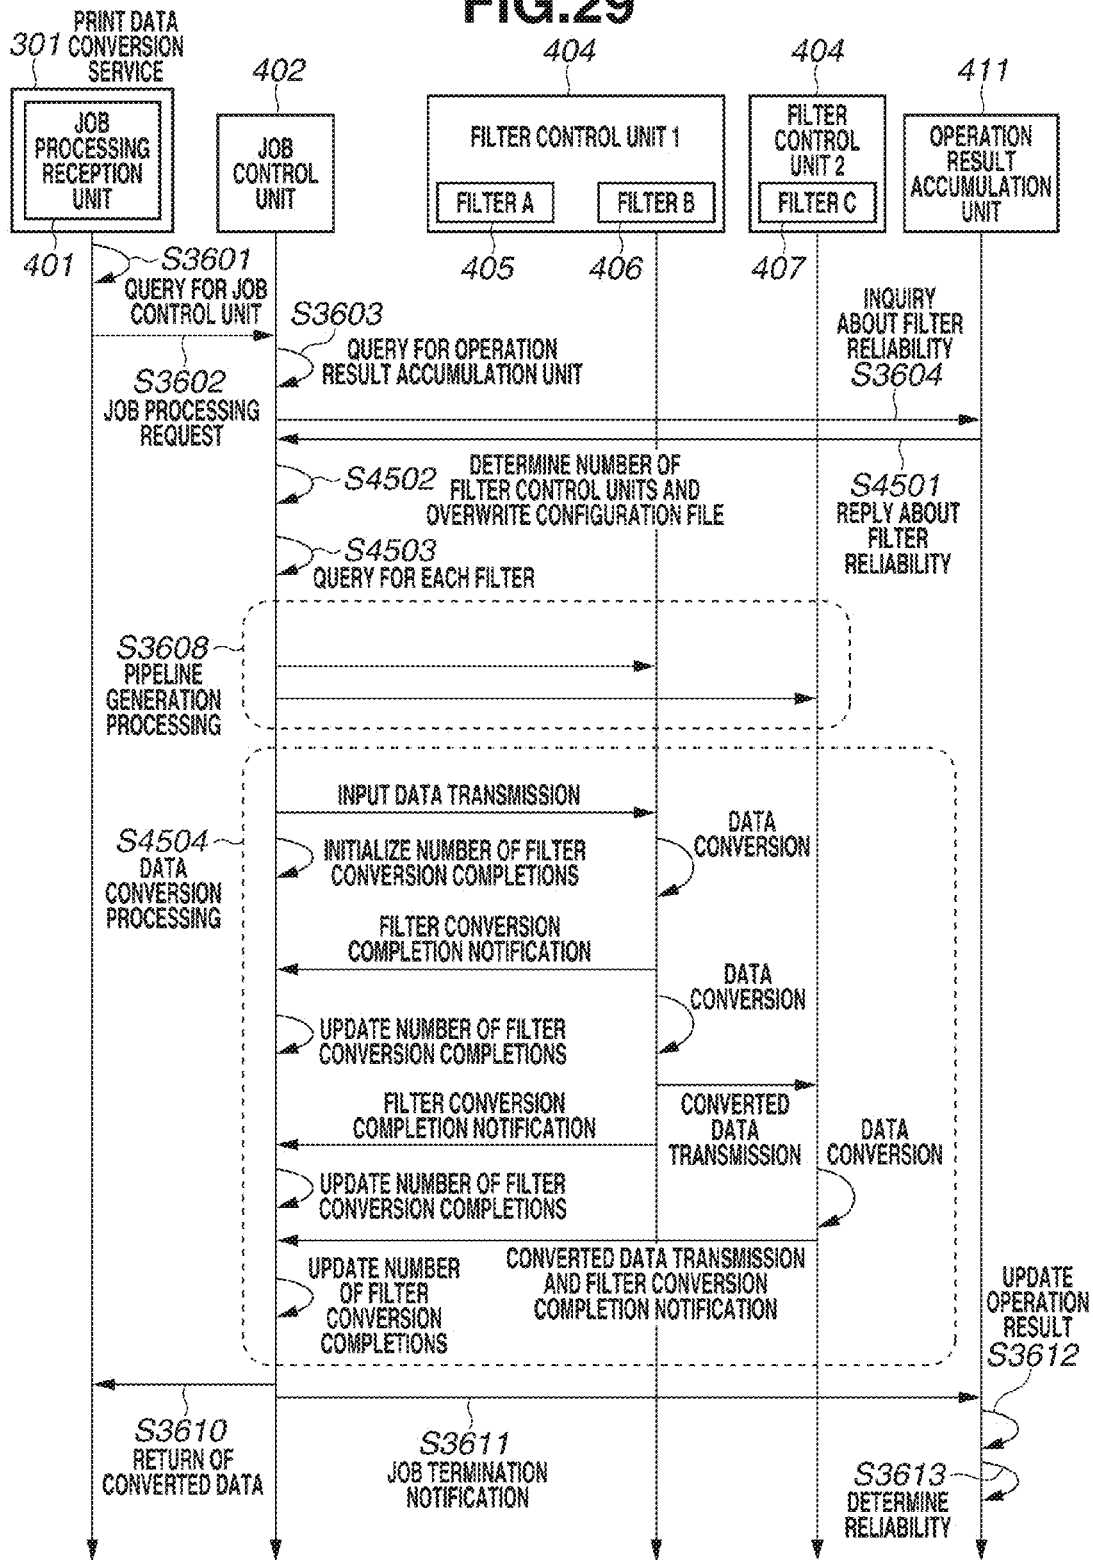 FIG.29
PRINT DATA
CONVERSION
SERVICE
301
402
404
404
411
JOB
PROCESSING
RECEPTION
UNIT
JOB
CONTROL
UNIT
FILTER CONTROL UNIT 1
FILTER A
FILTER B
FILTER
CONTROL
UNIT 2
FILTER C
OPERATION
RESULT
ACCUMULATION
UNIT
401
405
406
407
S3601
QUERY FOR JOB
CONTROL UNIT
S3602
JOB PROCESSING
REQUEST
S3603
QUERY FOR OPERATION
RESULT ACCUMULATION UNIT
INQUIRY
ABOUT FILTER
RELIABILITY
S3604
S4501
REPLY ABOUT
FILTER
RELIABILITY
S4502
DETERMINE NUMBER OF
FILTER CONTROL UNITS AND
OVERWRITE CONFIGURATION FILE
S4503
QUERY FOR EACH FILTER
S3608
PIPELINE
GENERATION
PROCESSING
S4504
DATA
CONVERSION
PROCESSING
INPUT DATA TRANSMISSION
INITIALIZE NUMBER OF FILTER
CONVERSION COMPLETIONS
DATA
CONVERSION
FILTER CONVERSION
COMPLETION NOTIFICATION
DATA
CONVERSION
UPDATE NUMBER OF FILTER
CONVERSION COMPLETIONS
CONVERTED
DATA
TRANSMISSION
FILTER CONVERSION
COMPLETION NOTIFICATION
DATA
CONVERSION
UPDATE NUMBER OF FILTER
CONVERSION COMPLETIONS
CONVERTED DATA TRANSMISSION
AND FILTER CONVERSION
COMPLETION NOTIFICATION
UPDATE NUMBER
OF FILTER
CONVERSION
COMPLETIONS
UPDATE
OPERATION
RESULT
S3612
S3610
RETURN OF
CONVERTED DATA
S3611
JOB TERMINATION
NOTIFICATION
S3613
DETERMINE
RELIABILITY